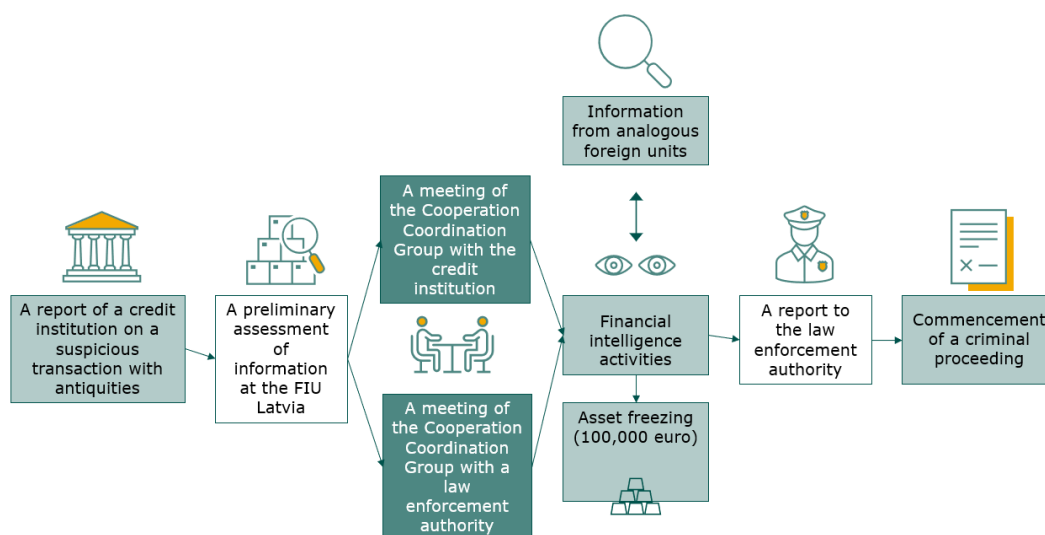 A report of a credit
institution on a
suspicious
transaction with
antiquities
A preliminary
assessment
of
information
at the FIU
Latvia
A meeting of
the Cooperation
Coordination
Group with the
credit
institution
A meeting of
the Cooperation
Coordination
Group with a
law
enforcement
authority
Information
from analogous
foreign units
Financial
intelligence
activities
Asset freezing
(100,000 euro)
A report to
the law
enforcement
authority
Commencement
of a criminal
proceeding